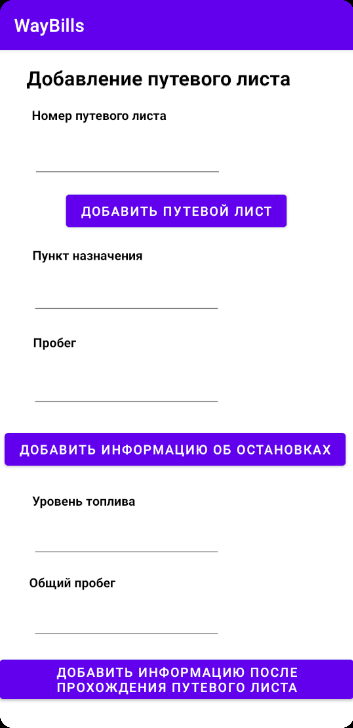 WayBills
Добавление путевого листа
Номер путевого листа
ДОБАВИТЬ ПУТЕВОЙ ЛИСТ
Пункт назначения
Пробег
ДОБАВИТЬ ИНФОРМАЦИЮ ОБ ОСТАНОВКАХ
Уровень топлива
Общий пробег
ДОБАВИТЬ ИНФОРМАЦИЮ ПОСЛЕ
ПРОХОЖДЕНИЯ ПУТЕВОГО ЛИСТА